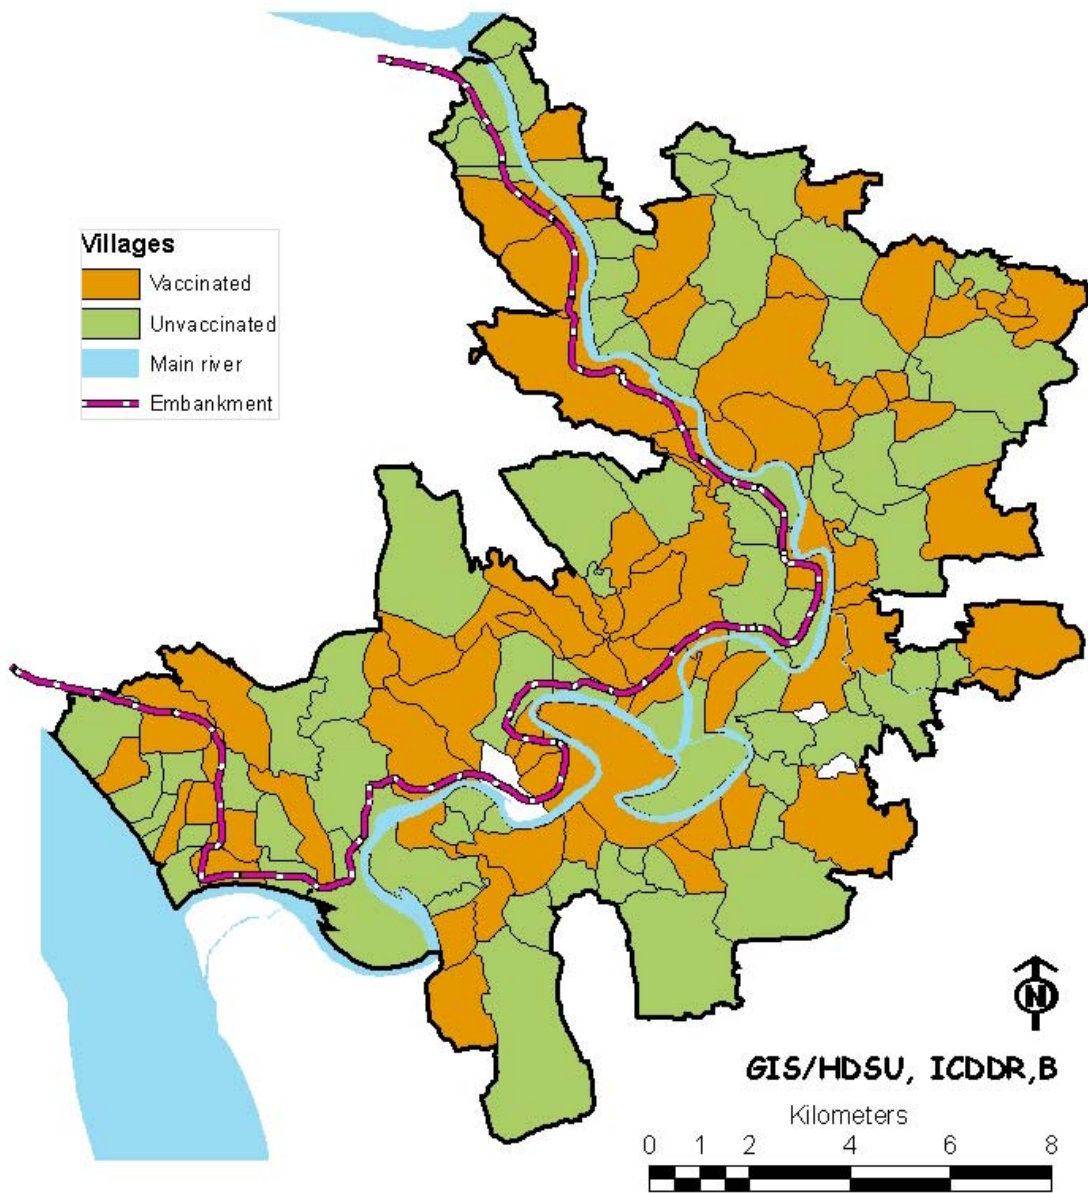 Villages
Vaccinated
Unvaccinated
Main river
Embankment
N
GIS/HDSU, ICDDR,B
Kilometers
0 1 2 4 6 8